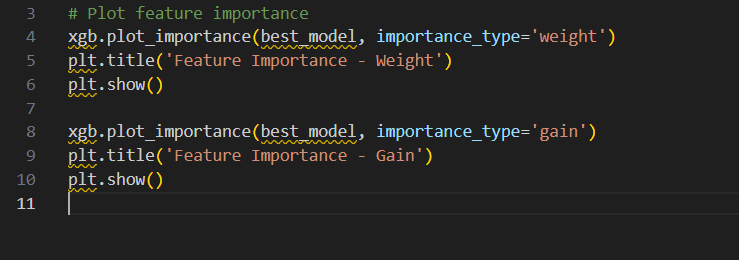 3 # Plot feature importance
4 xgb.plot_importance(best_model, importance_type='weight')
5 plt.title('Feature Importance - Weight')
6 plt.show()
7
8 xgb.plot_importance(best_model, importance_type='gain')
9 plt.title('Feature Importance - Gain')
10 plt.show()
11